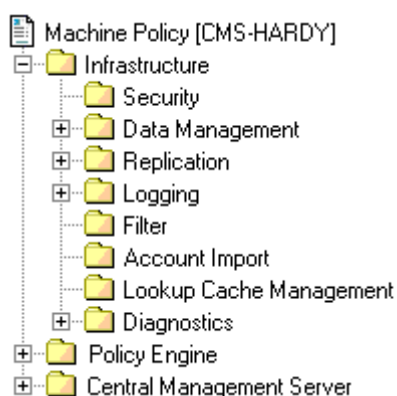 Machine Policy [CMS-HARDY]
Infrastructure
Security
Data Management
Replication
Logging
Filter
Account Import
Lookup Cache Management
Diagnostics
Policy Engine
Central Management Server